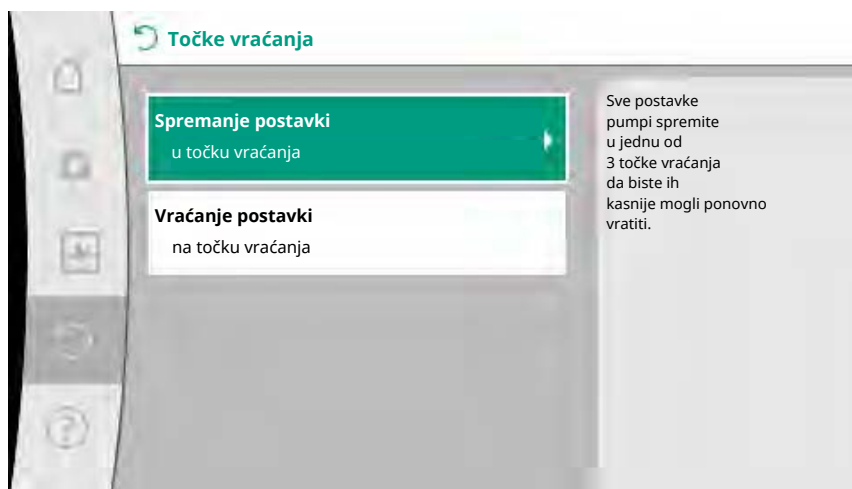 Točke vraćanja
Spremanje postavki
u točku vraćanja
Vraćanje postavki
na točku vraćanja
Sve postavke
pumpi spremite
u jednu od
3 točke vraćanja
da biste ih
kasnije mogli ponovno
vratiti.